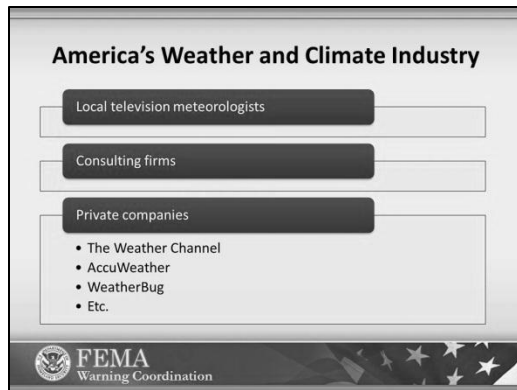 America's Weather and Climate Industry
Local television meteorologists
Consulting firms
Private companies
• The Weather Channel
• AccuWeather
• WeatherBug
• Etc.
FEMA
Warning Coordination